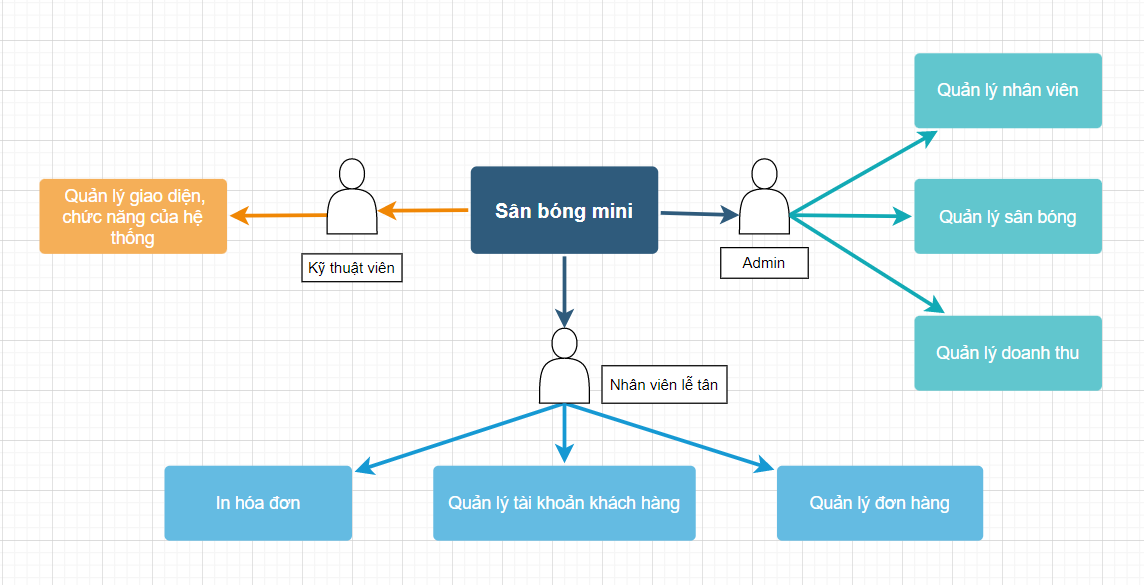 Quản lý nhân viên
Quản lý giao diện,
chức năng của hệ
thống
Sân bóng mini
Quản lý sân bóng
Kỹ thuật viên
Admin
Quản lý doanh thu
Nhân viên lễ tân
In hóa đơn
Quản lý tài khoản khách hàng
Quản lý đơn hàng